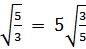 √(5/3) = 5√(3/5)